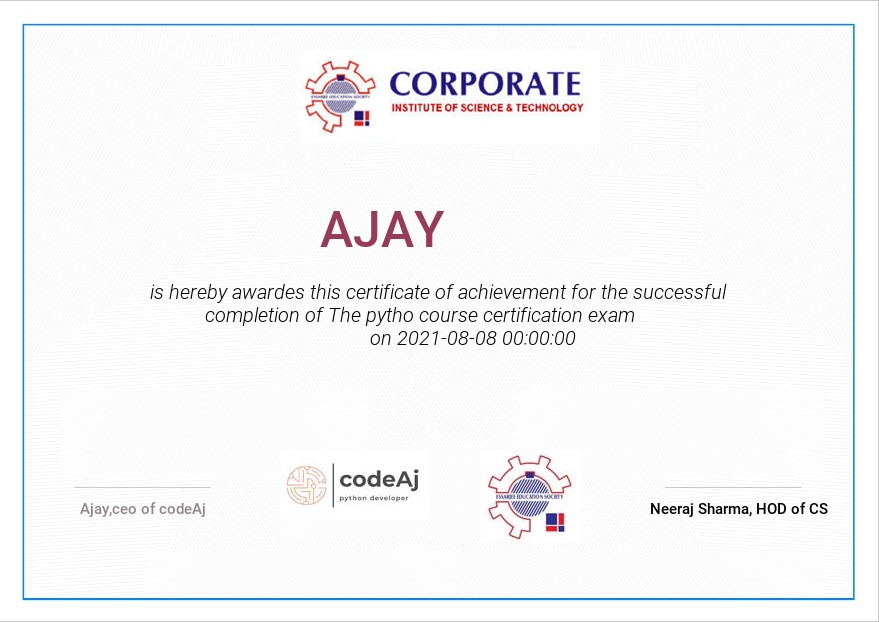 CORPORATE
INSTITUTE OF SCIENCE & TECHNOLOGY
ESSARJEE EDUCATION SOCIETY
AJAY
is hereby awardes this certificate of achievement for the successful
completion of The pytho course certification exam
on 2021-08-08 00:00:00
codeAj
python developer
ESSARJEE EDUCATION SOCIETY
Ajay,ceo of codeAj
Neeraj Sharma, HOD of CS